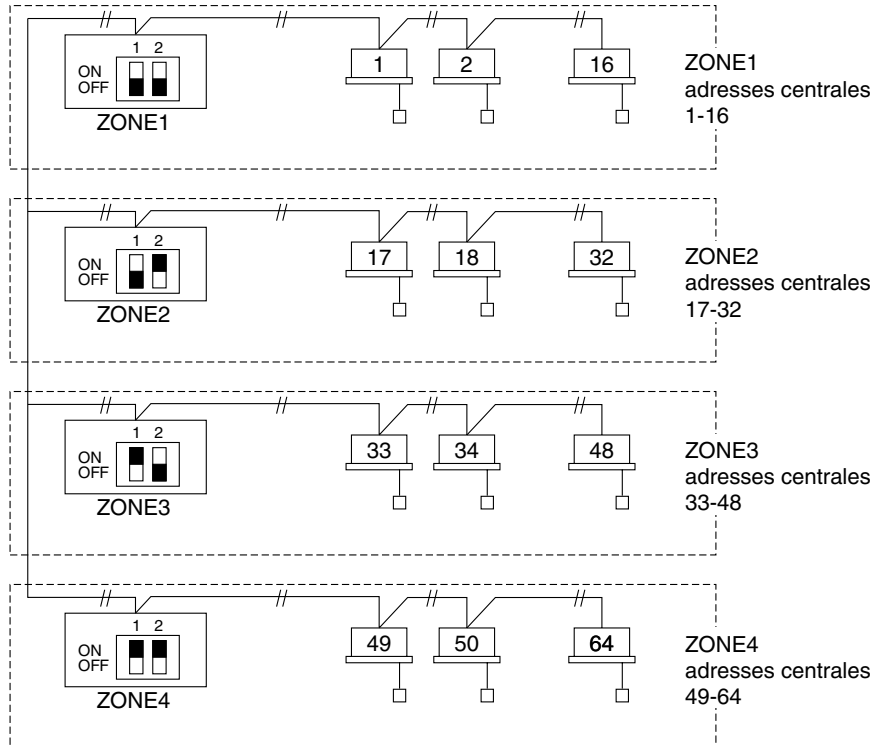 1 2
ON
OFF
ZONE1
1 2 16
ZONE1
adresses centrales
1-16
1 2
ON
OFF
ZONE2
17 18 32
ZONE2
adresses centrales
17-32
1 2
ON
OFF
ZONE3
33 34 48
ZONE3
adresses centrales
33-48
1 2
ON
OFF
ZONE4
49 50 64
ZONE4
adresses centrales
49-64